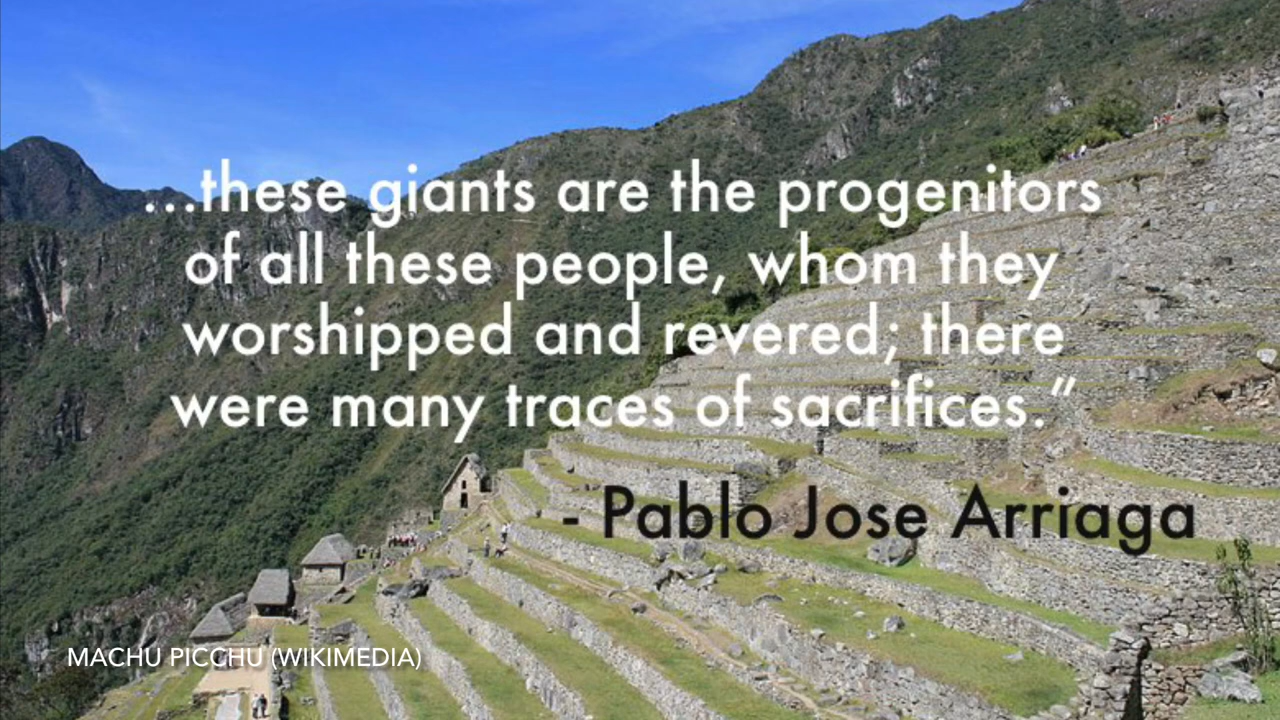 ...these giants are the progenitors
of all these people, whom they
worshipped and revered; there
were many traces of sacrifices.”
- Pablo Jose Arriaga
MACHU PICCHU (WIKIMEDIA)